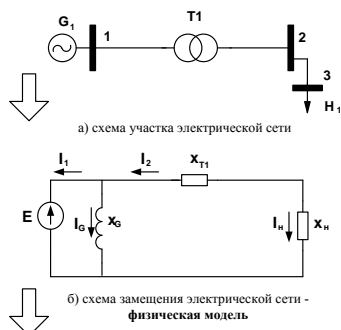 G1
T1
1
2
3
H1
а) схема участка электрической сети
I1
I2
xT1
E
IG
xG
Iн
xн
б) схема замещения электрической сети -
физическая модель